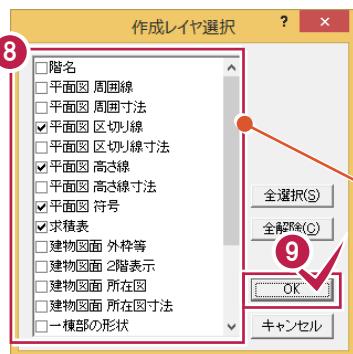 作成レイヤ選択 ? ×
8
階名
平面図 周囲線
平面図 周囲寸法
平面図 区切り線
平面図 区切り線寸法
平面図 高さ線
平面図 高さ線寸法
平面図 符号
求積表
建物図面 外枠等
建物図面 2階表示
建物図面 所在図
建物図面 所在図寸法
一棟部の形状
全選択(S)
全解除(C)
9
OK
キャンセル